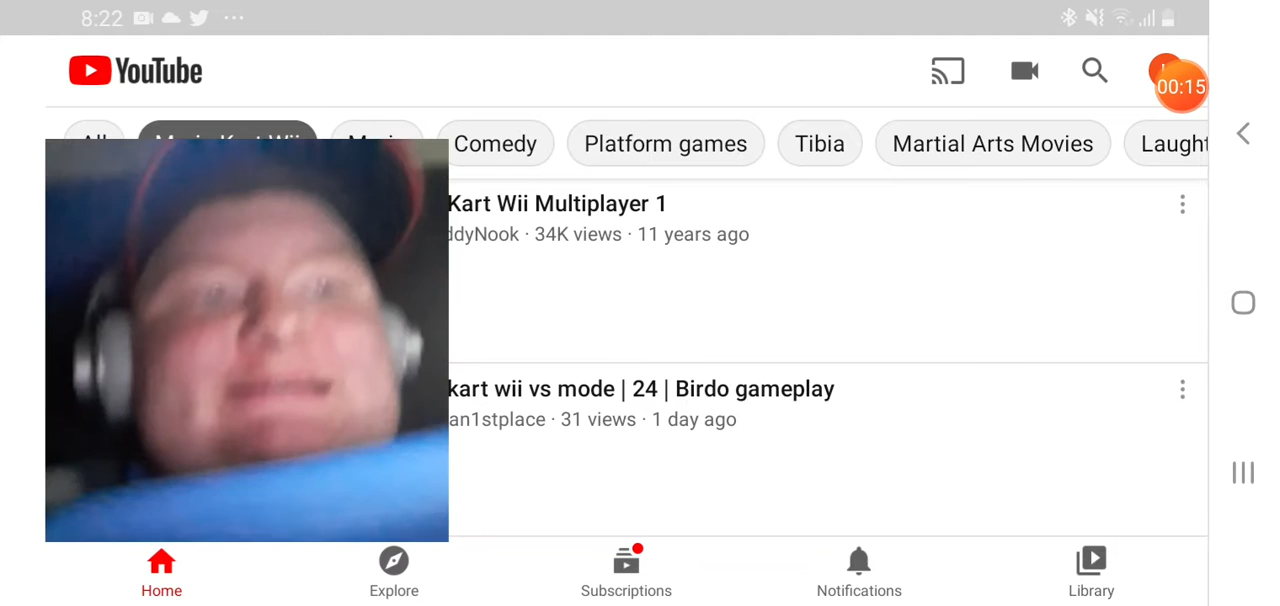 8:22
YouTube
00:15
Comedy
Platform games
Tibia
Martial Arts Movies
Kart Wii Multiplayer 1
ddyNook · 34K views · 11 years ago
kart wii vs mode | 24 | Birdo gameplay
an1stplace · 31 views · 1 day ago
Home
Explore
Subscriptions
Notifications
Library